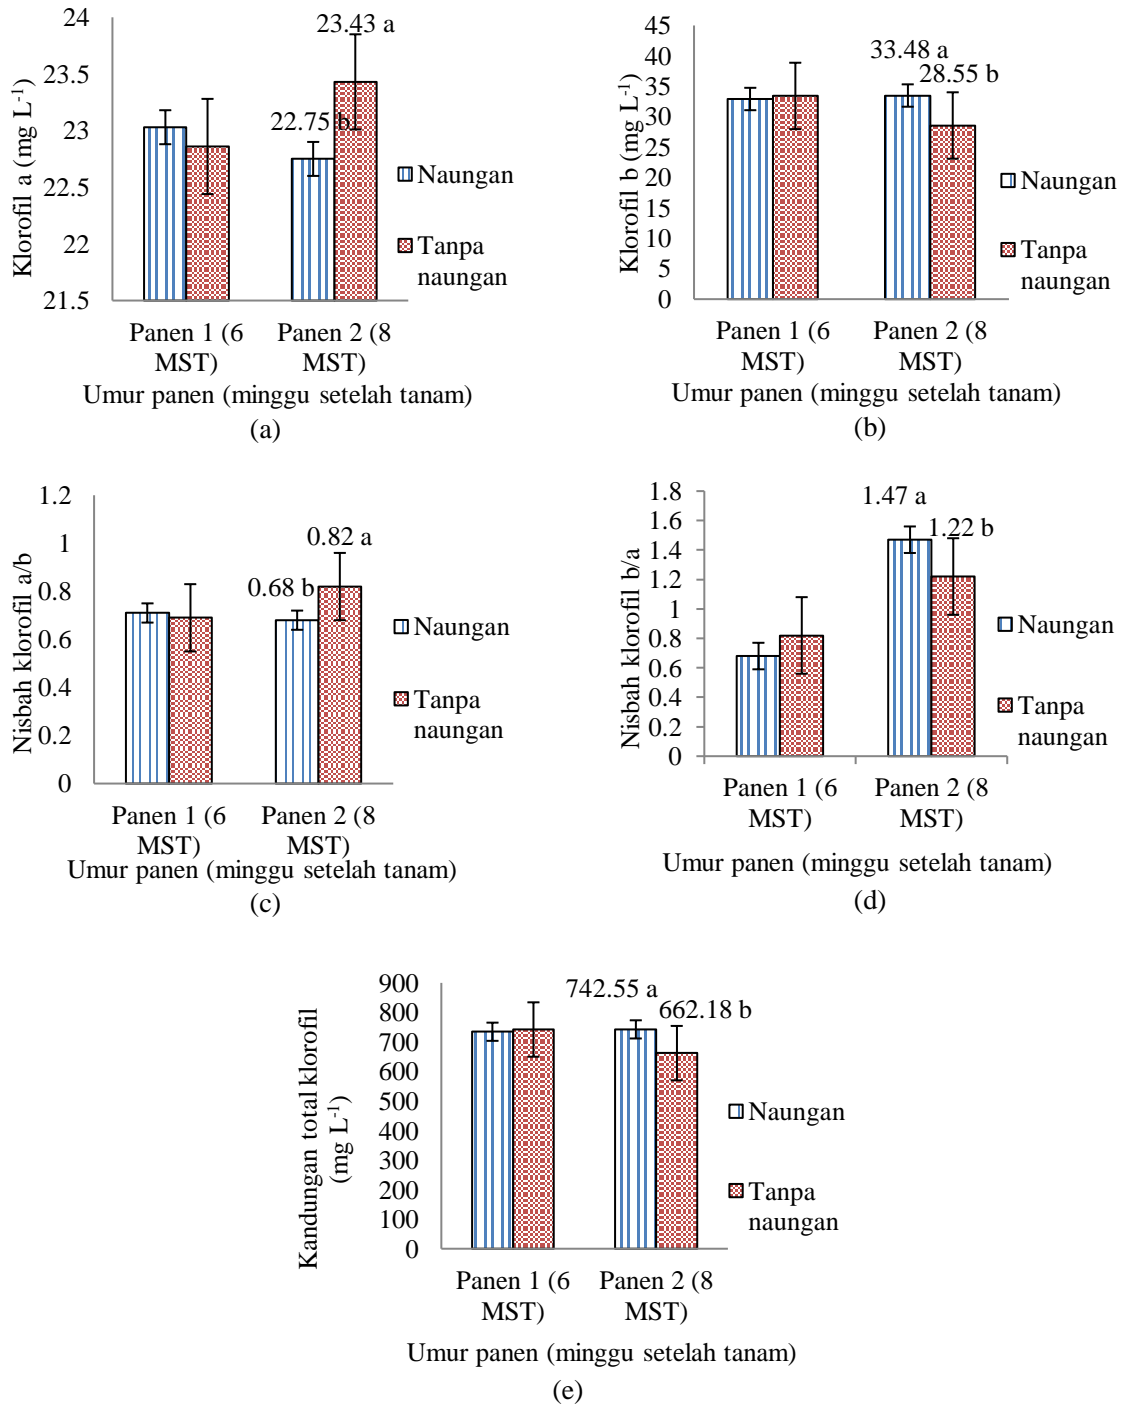 Klorofil a (mg L-1)
24
23.5
23
22.5
22
21.5
23.43 a
22.75 b
Naungan
Tanpa
naungan
Panen 1 (6
MST)
Panen 2 (8
MST)
Umur panen (minggu setelah tanam)
(a)
Klorofil b (mg L-1)
45
40
35
30
25
20
15
10
5
0
33.48 a
28.55 b
Naungan
Tanpa
naungan
Panen 1 (6
MST)
Panen 2 (8
MST)
Umur panen (minggu setelah tanam)
(b)
Nisbah klorofil a/b
1.2
1
0.8
0.6
0.4
0.2
0
0.82 a
0.68 b
Naungan
Tanpa
naungan
Panen 1 (6
MST)
Panen 2 (8
MST)
Umur panen (minggu setelah tanam)
(c)
Nisbah klorofil b/a
1.8
1.6
1.4
1.2
1
0.8
0.6
0.4
0.2
0
1.47 a
1.22 b
Naungan
Tanpa
naungan
Panen 1 (6
MST)
Panen 2 (8
MST)
Umur panen (minggu setelah tanam)
(d)
Kandungan total klorofil
(mg L-1)
900
800
700
600
500
400
300
200
100
0
742.55 a
662.18 b
Naungan
Tanpa
naungan
Panen 1 (6
MST)
Panen 2 (8
MST)
Umur panen (minggu setelah tanam)
(e)